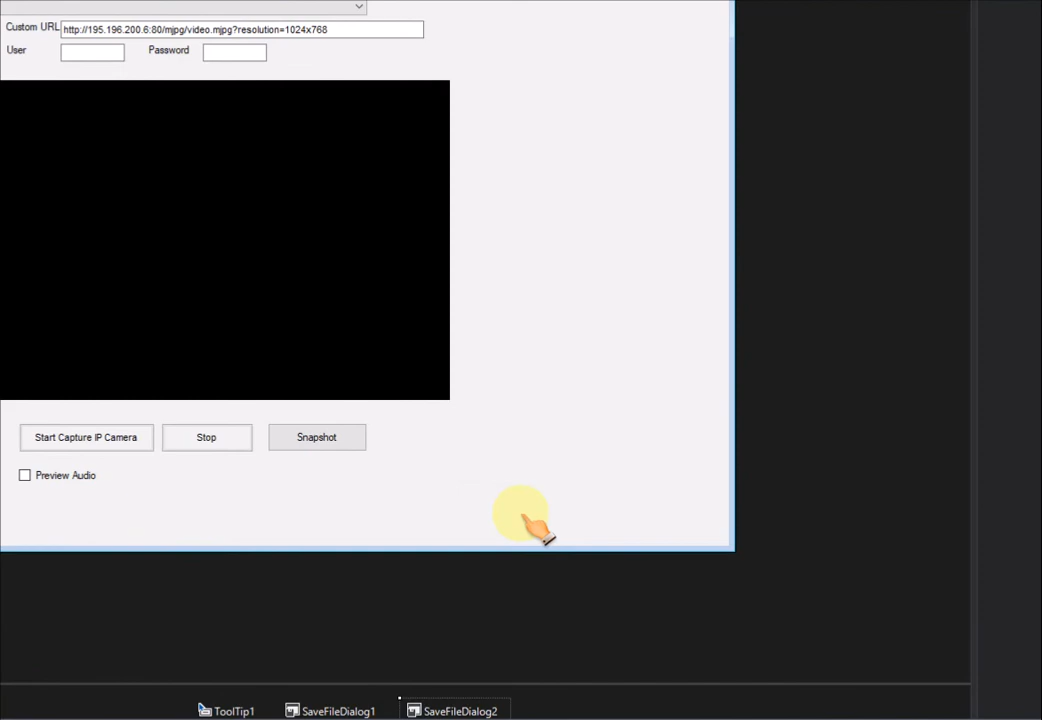 Custom URL http://195.196.200.6:80/mjpg/video.mjpg?resolution=1024x768
User Password
Start Capture IP Camera Stop Snapshot
Preview Audio
ToolTip1 SaveFileDialog1 SaveFileDialog2